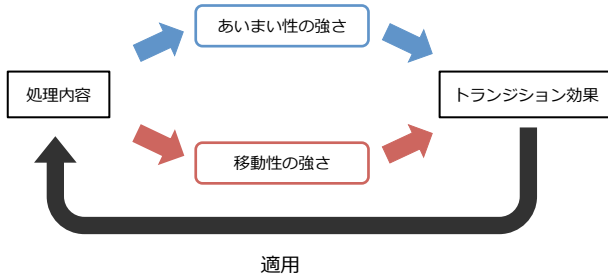 あいまい性の強さ
処理内容
トランジション効果
移動性の強さ
適用